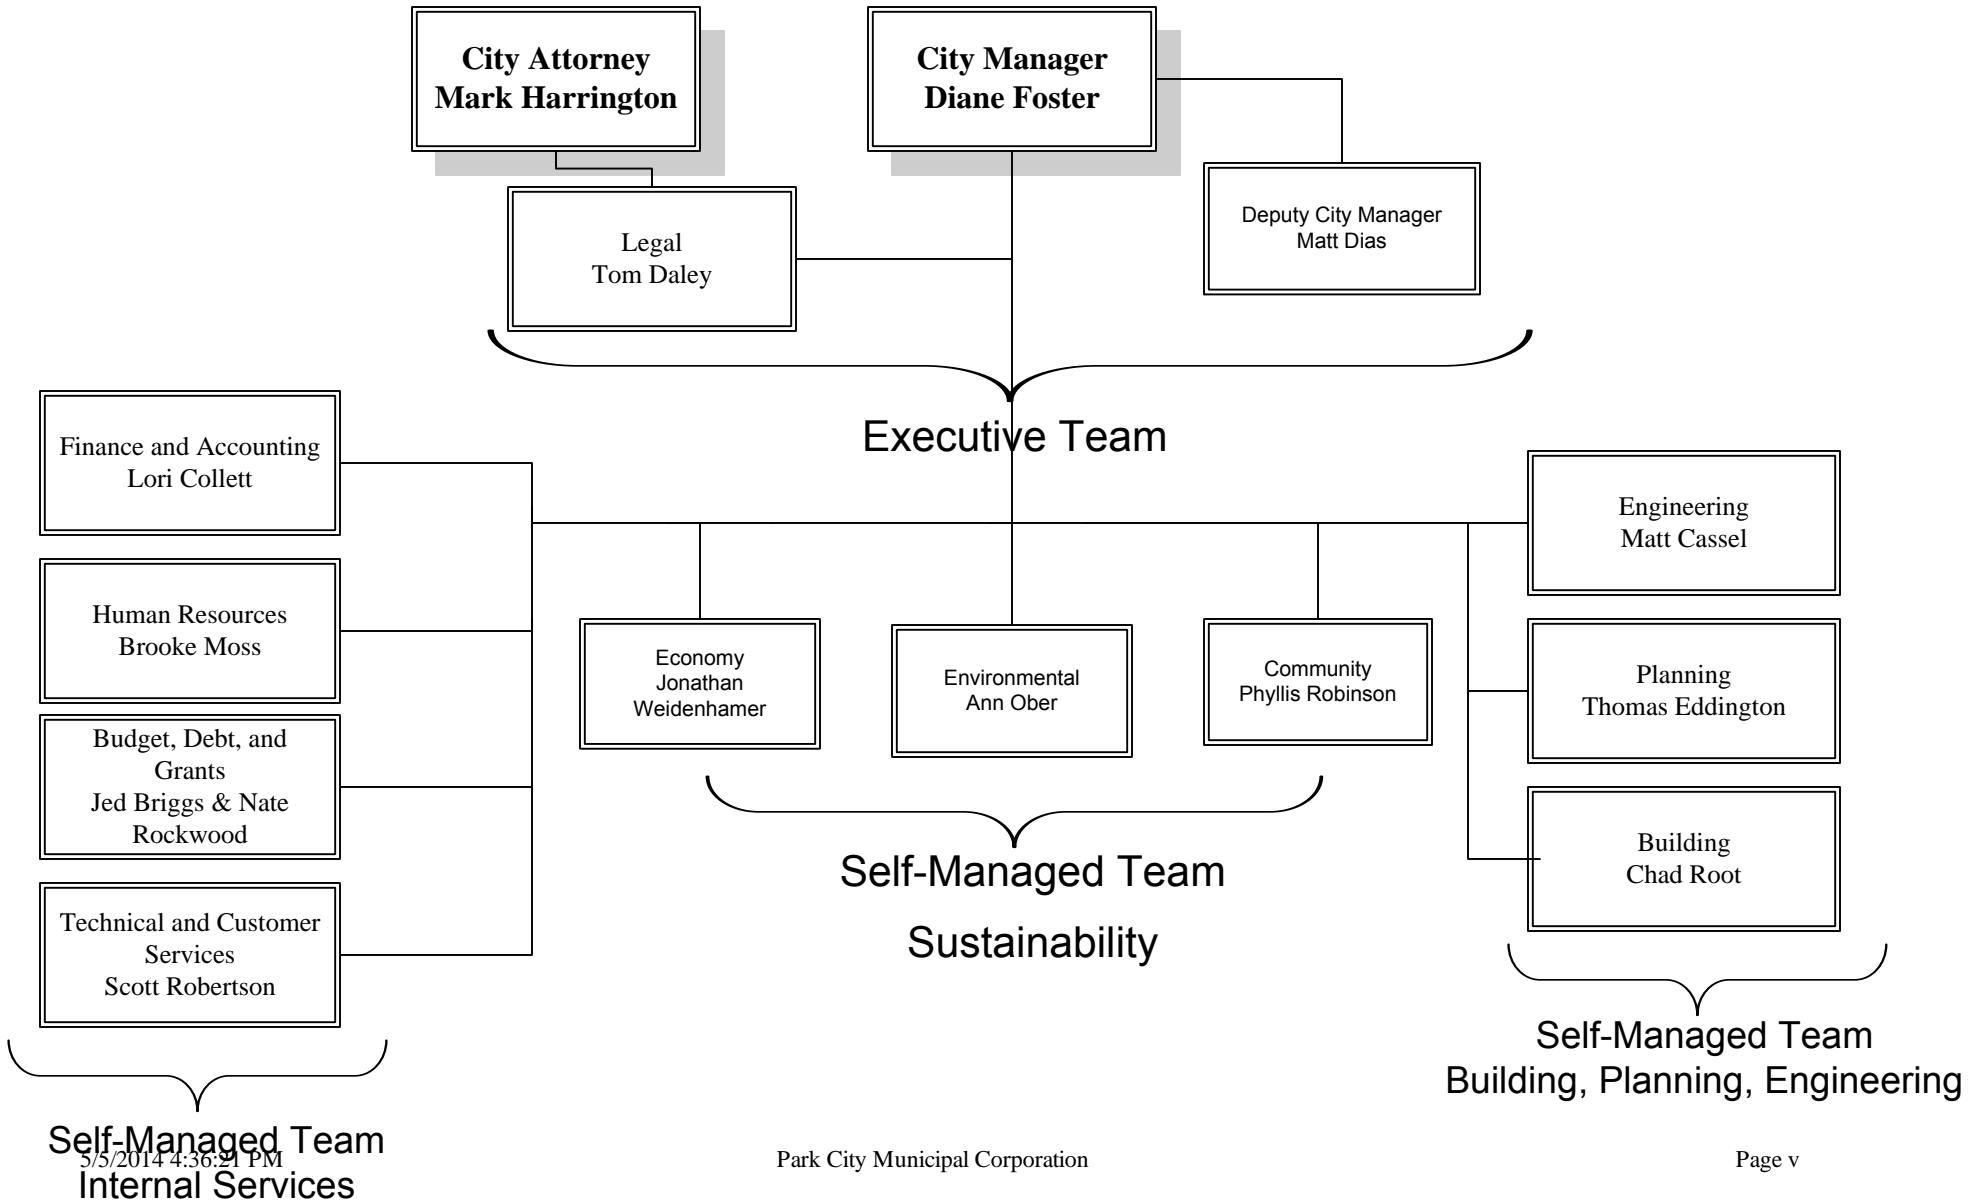 City Attorney
Mark Harrington
City Manager
Diane Foster
Legal
Tom Daley
Deputy City Manager
Matt Dias
Executive Team
Finance and Accounting
Lori Collett
Human Resources
Brooke Moss
Budget, Debt, and
Grants
Jed Briggs & Nate
Rockwood
Technical and Customer
Services
Scott Robertson
Self-Managed Team
Internal Services
Economy
Jonathan
Weidenhamer
Environmental
Ann Ober
Community
Phyllis Robinson
Self-Managed Team
Sustainability
Engineering
Matt Cassel
Planning
Thomas Eddington
Building
Chad Root
Self-Managed Team
Building, Planning, Engineering
5/5/2014 4:36:21 PM
Park City Municipal Corporation
Page v